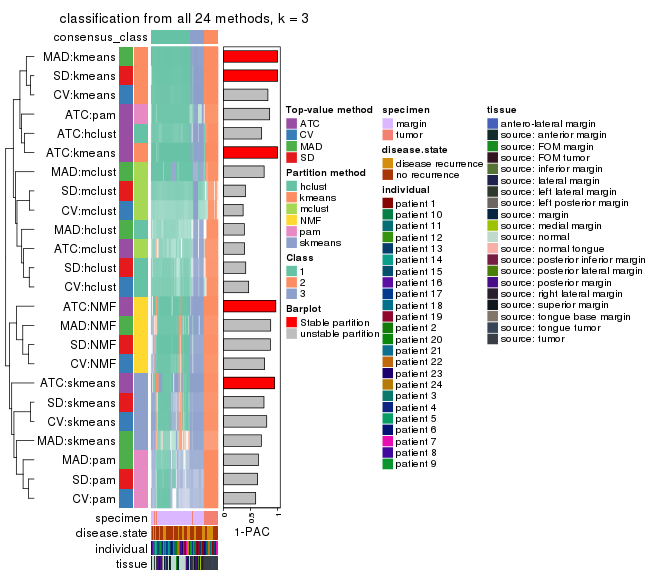 classification from all 24 methods, k = 3
consensus_class
MAD:kmeans
SD:kmeans
CV:kmeans
ATC:pam
ATC:hclust
ATC:kmeans
MAD:mclust
SD:mclust
CV:mclust
MAD:hclust
ATC:mclust
SD:hclust
CV:hclust
ATC:NMF
MAD:NMF
SD:NMF
CV:NMF
ATC:skmeans
SD:skmeans
CV:skmeans
MAD:skmeans
MAD:pam
SD:pam
CV:pam
specimen
disease.state
individual
tissue
0
0.5
1
1-PAC
Top-value method
ATC
CV
MAD
SD
Partition method
hclust
kmeans
mclust
NMF
pam
skmeans
Class
1
2
3
Barplot
Stable partition
unstable partition
specimen
margin
tumor
disease.state
disease recurrence
no recurrence
individual
patient 1
patient 10
patient 11
patient 12
patient 13
patient 14
patient 15
patient 16
patient 17
patient 18
patient 19
patient 2
patient 20
patient 21
patient 22
patient 23
patient 24
patient 3
patient 4
patient 5
patient 6
patient 7
patient 8
patient 9
tissue
antero-lateral margin
source: anterior margin
source: FOM margin
source: FOM tumor
source: inferior margin
source: lateral margin
source: left lateral margin
source: left posterior margin
source: margin
source: medial margin
source: normal
source: normal tongue
source: posterior inferior margin
source: posterior lateral margin
source: posterior margin
source: right lateral margin
source: superior margin
source: tongue base margin
source: tongue tumor
source: tumor